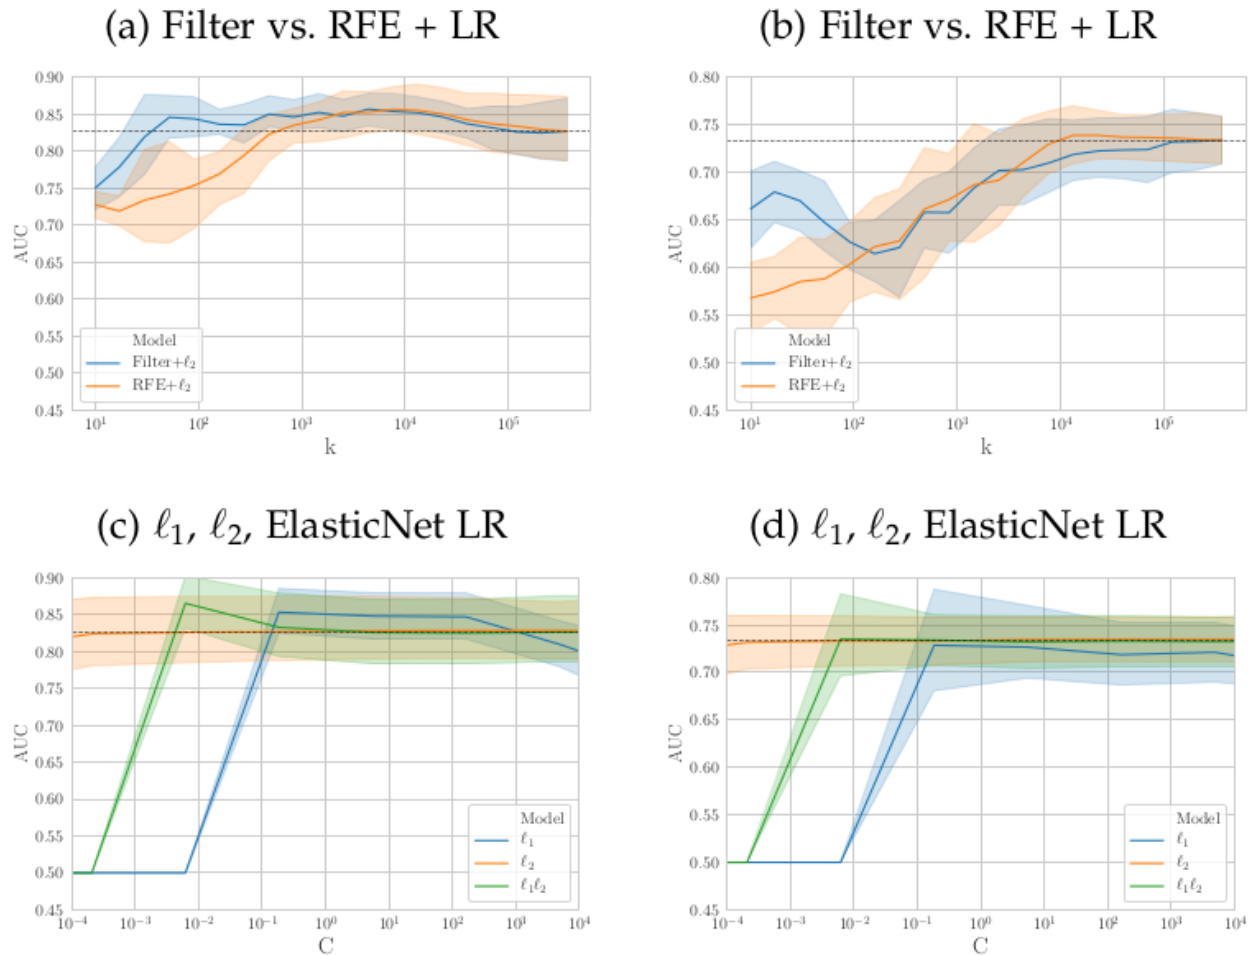 (a) Filter vs. RFE + LR
0.90
0.85
0.80
0.75
0.70
0.65
0.60
0.55
0.50
0.45
AUC
Model
Filter+ℓ₂
RFE+ℓ₂
10¹
10²
10³
10⁴
10⁵
k
(b) Filter vs. RFE + LR
0.80
0.75
0.70
0.65
0.60
0.55
0.50
0.45
AUC
Model
Filter+ℓ₂
RFE+ℓ₂
10¹
10²
10³
10⁴
10⁵
k
(c) ℓ₁, ℓ₂, ElasticNet LR
0.90
0.85
0.80
0.75
0.70
0.65
0.60
0.55
0.50
0.45
AUC
Model
ℓ₁
ℓ₂
ℓ₁ℓ₂
10⁻⁴
10⁻³
10⁻²
10⁻¹
10⁰
10¹
10²
10³
10⁴
C
(d) ℓ₁, ℓ₂, ElasticNet LR
0.80
0.75
0.70
0.65
0.60
0.55
0.50
0.45
AUC
Model
ℓ₁
ℓ₂
ℓ₁ℓ₂
10⁻⁴
10⁻³
10⁻²
10⁻¹
10⁰
10¹
10²
10³
10⁴
C